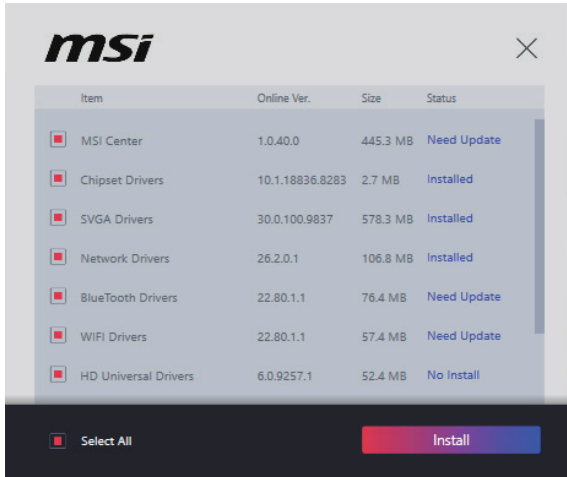 msi
Item Online Ver. Size Status
MSI Center 1.0.40.0 445.3 MB Need Update
Chipset Drivers 10.1.18836.8283 2.7 MB Installed
SVGA Drivers 30.0.100.9837 578.3 MB Installed
Network Drivers 26.2.0.1 106.8 MB Installed
BlueTooth Drivers 22.80.1.1 76.4 MB Need Update
WIFI Drivers 22.80.1.1 57.4 MB Need Update
HD Universal Drivers 6.0.9257.1 52.4 MB No Install
Select All Install